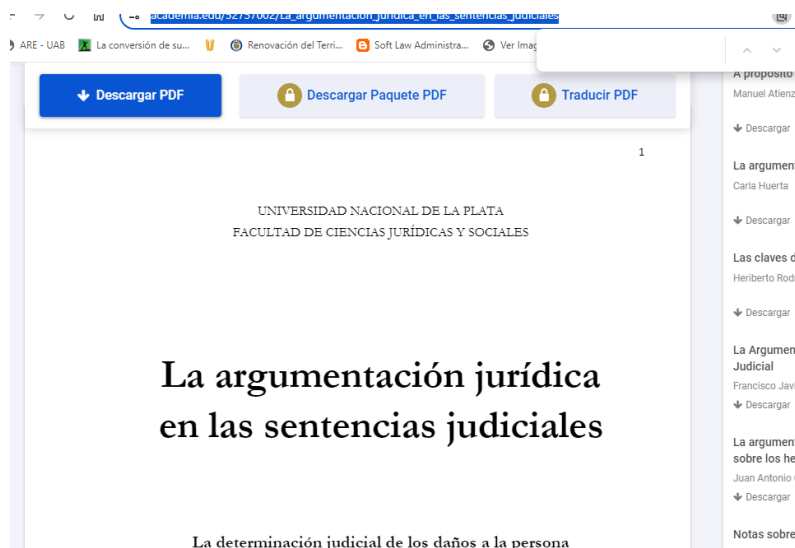 academia.edu/32757002/La_argumentación_jurídica_en_las_sentencias_judiciales
ARE - UAB La conversión de su... Renovación del Terri... Soft Law Administra... Ver Imag
Descargar PDF
Descargar Paquete PDF
Traducir PDF
1
UNIVERSIDAD NACIONAL DE LA PLATA
FACULTAD DE CIENCIAS JURÍDICAS Y SOCIALES
La argumentación jurídica
en las sentencias judiciales
La determinación judicial de los daños a la persona
A propósito
Manuel Atienz
Descargar
La argumen
Carla Huerta
Descargar
Las claves d
Heriberto Rod
Descargar
La Argumen
Judicial
Francisco Javi
Descargar
La argumen
sobre los he
Juan Antonio
Descargar
Notas sobre